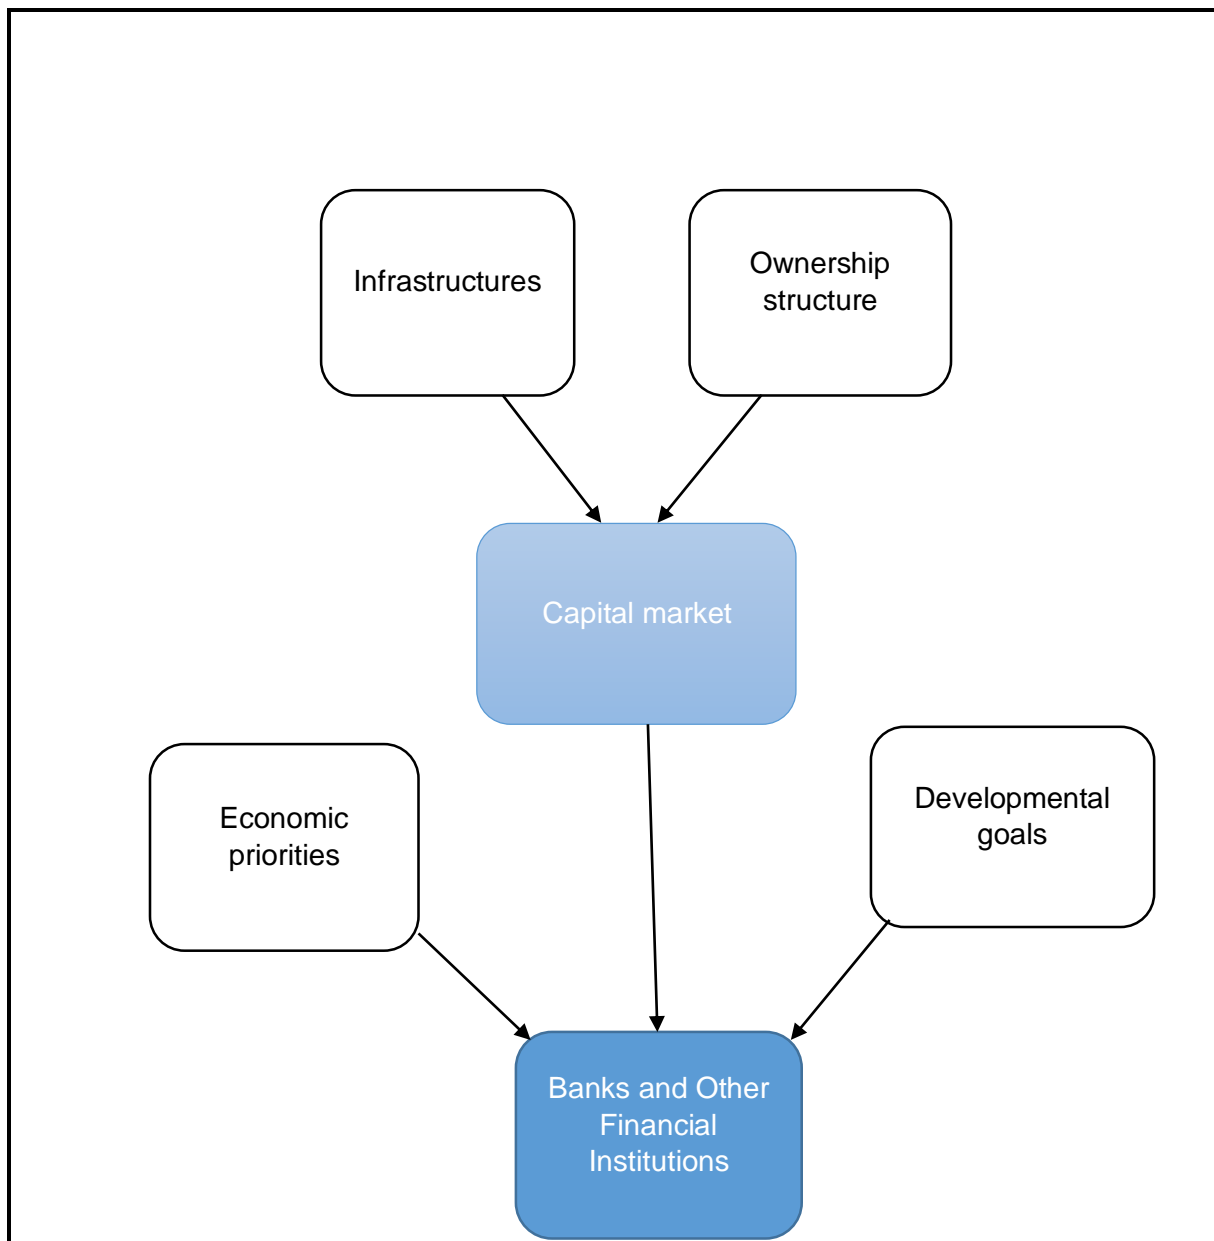 Infrastructures
Ownership
structure
Capital market
Economic
priorities
Developmental
goals
Banks and Other
Financial
Institutions